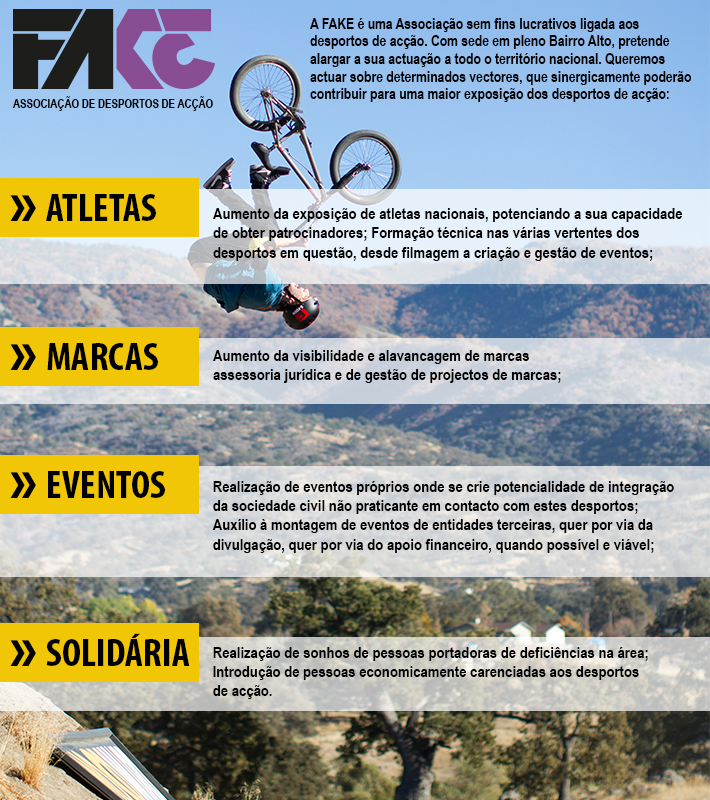 FAKE
ASSOCIAÇÃO DE DESPORTOS DE ACÇÃO
A FAKE é uma Associação sem fins lucrativos ligada aos
desportos de acção. Com sede em pleno Bairro Alto, pretende
alargar a sua actuação a todo o território nacional. Queremos
actuar sobre determinados vectores, que sinergicamente poderão
contribuir para uma maior exposição dos desportos de acção:
» ATLETAS
Aumento da exposição de atletas nacionais, potenciando a sua capacidade
de obter patrocinadores; Formação técnica nas várias vertentes dos
desportos em questão, desde filmagem a criação e gestão de eventos;
» MARCAS
Aumento da visibilidade e alavancagem de marcas
assessoria jurídica e de gestão de projectos de marcas;
» EVENTOS
Realização de eventos próprios onde se crie potencialidade de integração
da sociedade civil não praticante em contacto com estes desportos;
Auxílio à montagem de eventos de entidades terceiras, quer por via da
divulgação, quer por via do apoio financeiro, quando possível e viável;
» SOLIDÁRIA
Realização de sonhos de pessoas portadoras de deficiências na área;
Introdução de pessoas economicamente carenciadas aos desportos
de acção.